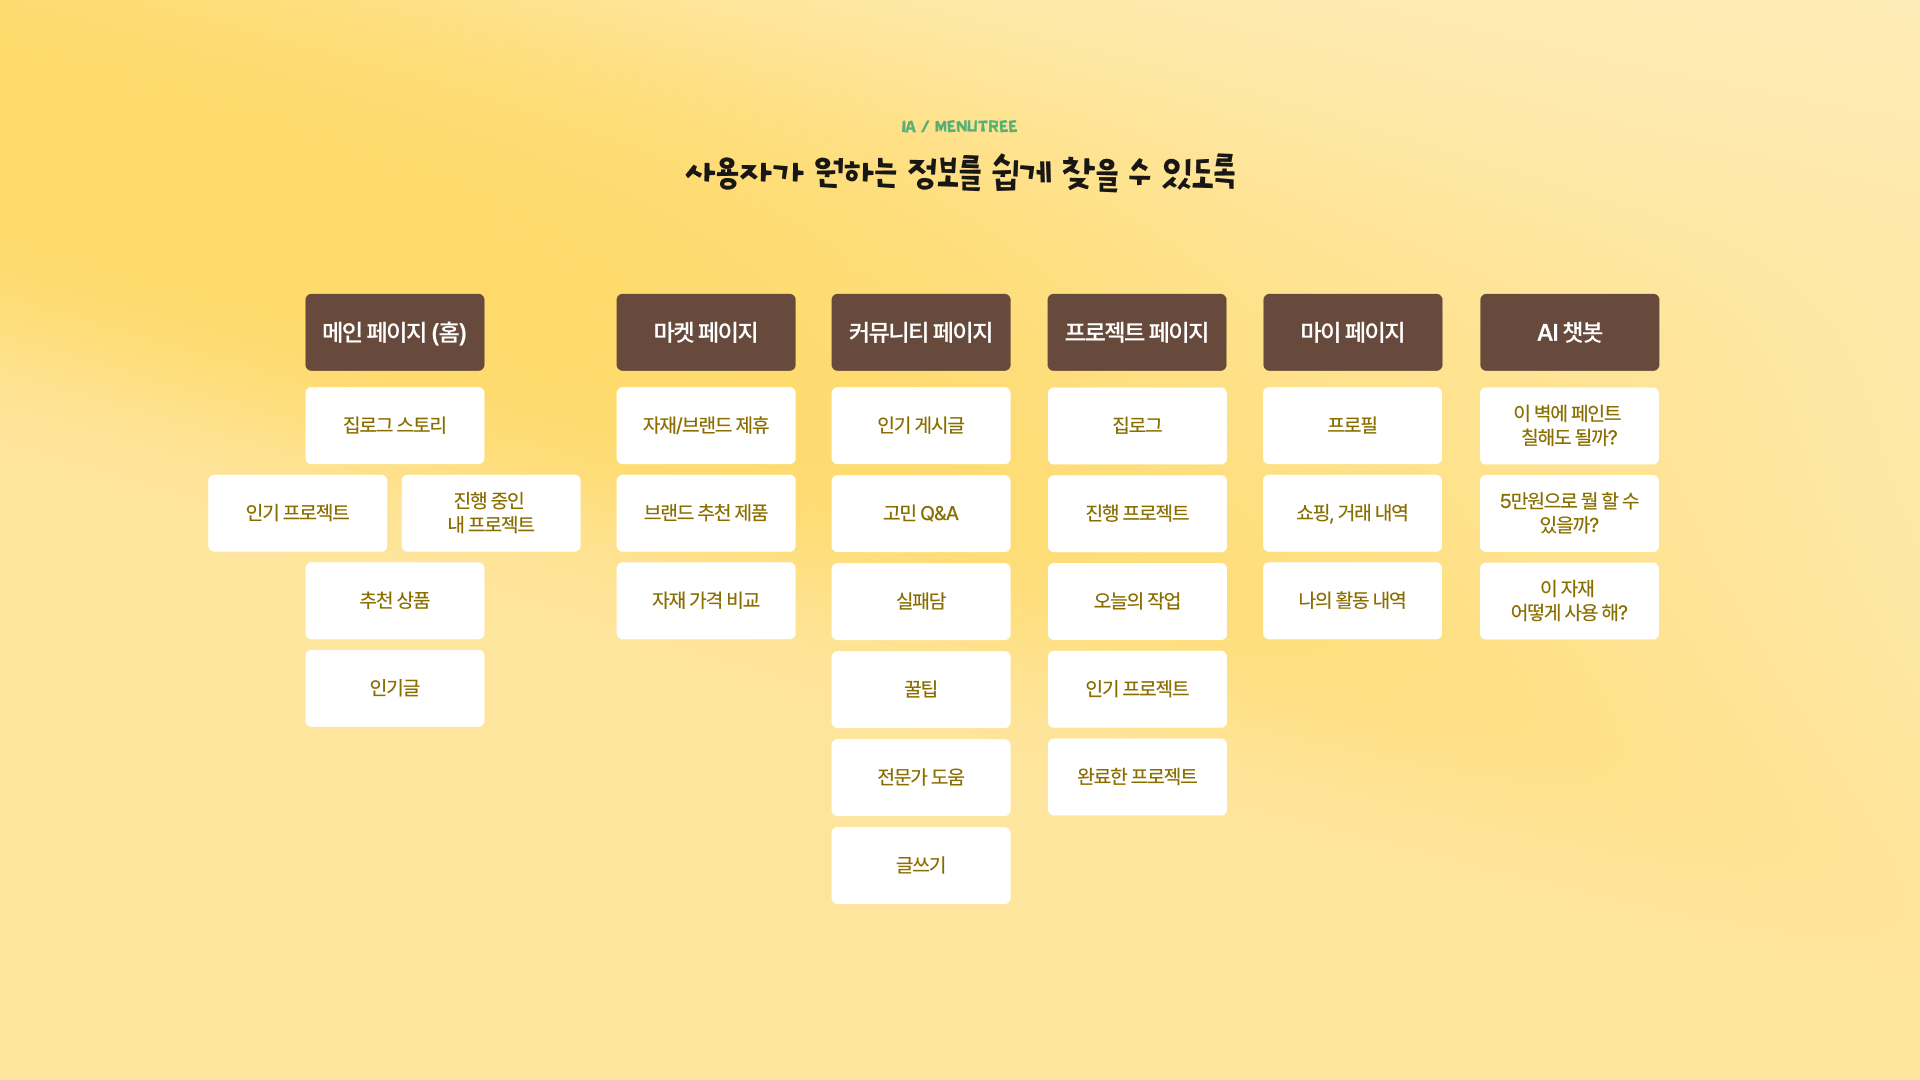 IA / MENUTREE
사용자가 원하는 정보를 쉽게 찾을 수 있도록
메인 페이지 (홈)
집로그 스토리
인기 프로젝트
진행 중인
내 프로젝트
추천 상품
인기글
마켓 페이지
자재/브랜드 제휴
브랜드 추천 제품
자재 가격 비교
커뮤니티 페이지
인기 게시글
고민 Q&A
실패담
꿀팁
전문가 도움
글쓰기
프로젝트 페이지
집로그
진행 프로젝트
오늘의 작업
인기 프로젝트
완료한 프로젝트
마이 페이지
프로필
쇼핑, 거래 내역
나의 활동 내역
AI 챗봇
이 벽에 페인트
칠해도 될까?
5만원으로 뭘 할 수
있을까?
이 자재
어떻게 사용 해?